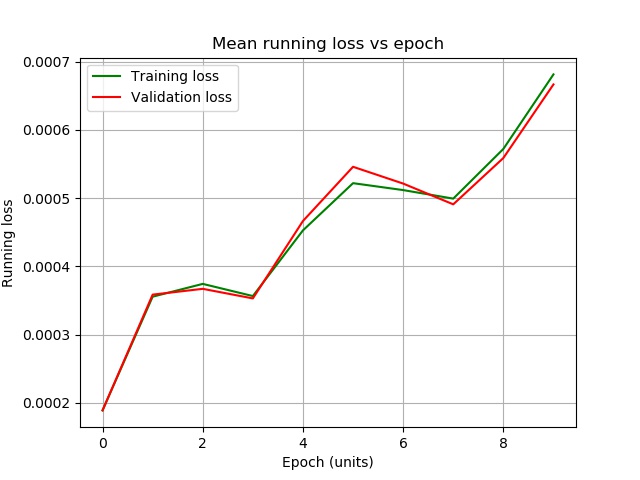 Mean running loss vs epoch
Training loss
Validation loss
Running loss
0.0007
0.0006
0.0005
0.0004
0.0003
0.0002
0 2 4 6 8
Epoch (units)